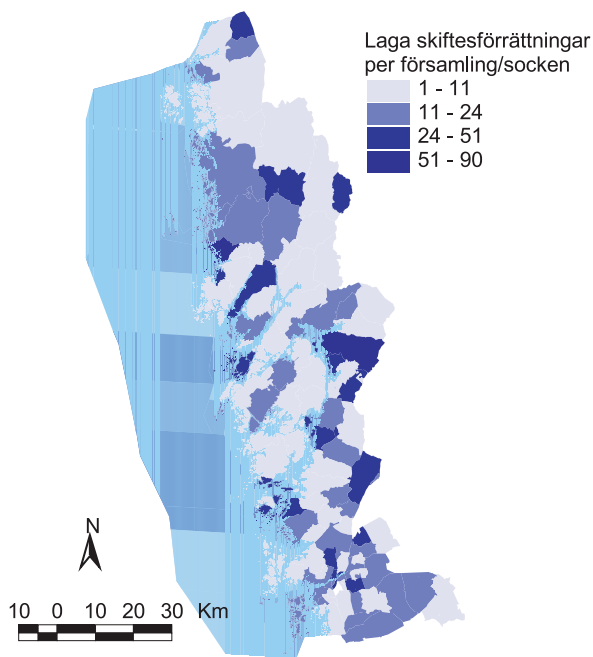 Laga skiftesförrättningar
per församling/socken
1 - 11
11 - 24
24 - 51
51 - 90
N
10 0 10 20 30 Km